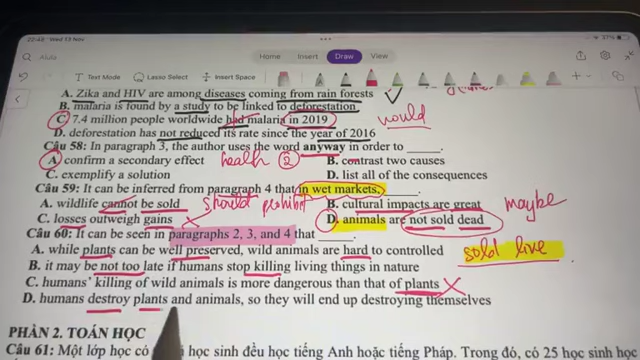 22:48 Wed 13 Nov
27%
Home Insert Draw View
Text Mode Lasso Select Insert Space
A. Zika and HIV are among diseases coming from rain forests
B. malaria is found by a study to be linked to deforestation
C. 7.4 million people worldwide had malaria in 2019 would
D. deforestation has not reduced its rate since the year of 2016
Câu 58: In paragraph 3, the author uses the word anyway in order to ______.
A. confirm a secondary effect health 2 B. contrast two causes
C. exemplify a solution D. list all of the consequences
Câu 59: It can be inferred from paragraph 4 that in wet markets, ______.
A. wildlife cannot be sold should prohibit B. cultural impacts are great maybe
C. losses outweigh gains D. animals are not sold dead
Câu 60: It can be seen in paragraphs 2, 3, and 4 that ______.
A. while plants can be well preserved, wild animals are hard to controlled sold live
B. it may be not too late if humans stop killing living things in nature
C. humans' killing of wild animals is more dangerous than that of plants
D. humans destroy plants and animals, so they will end up destroying themselves
PHẦN 2. TOÁN HỌC
Câu 61: Một lớp học có học sinh đều học tiếng Anh hoặc tiếng Pháp. Trong đó, có 25 học sinh học